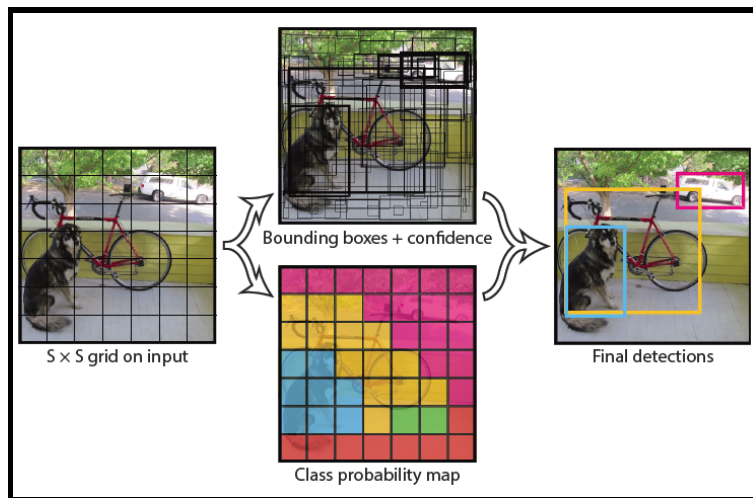 Bounding boxes + confidence
S × S grid on input
Final detections
Class probability map